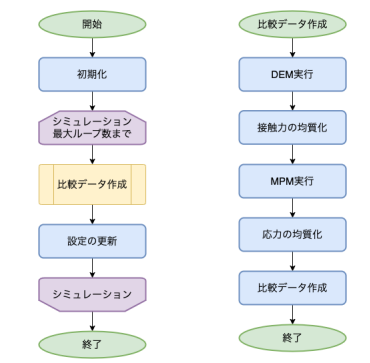 開始
初期化
シミュレーション
最大ループ数まで
比較データ作成
設定の更新
シミュレーション
終了
比較データ作成
DEM実行
接触力の均質化
MPM実行
応力の均質化
比較データ作成
終了